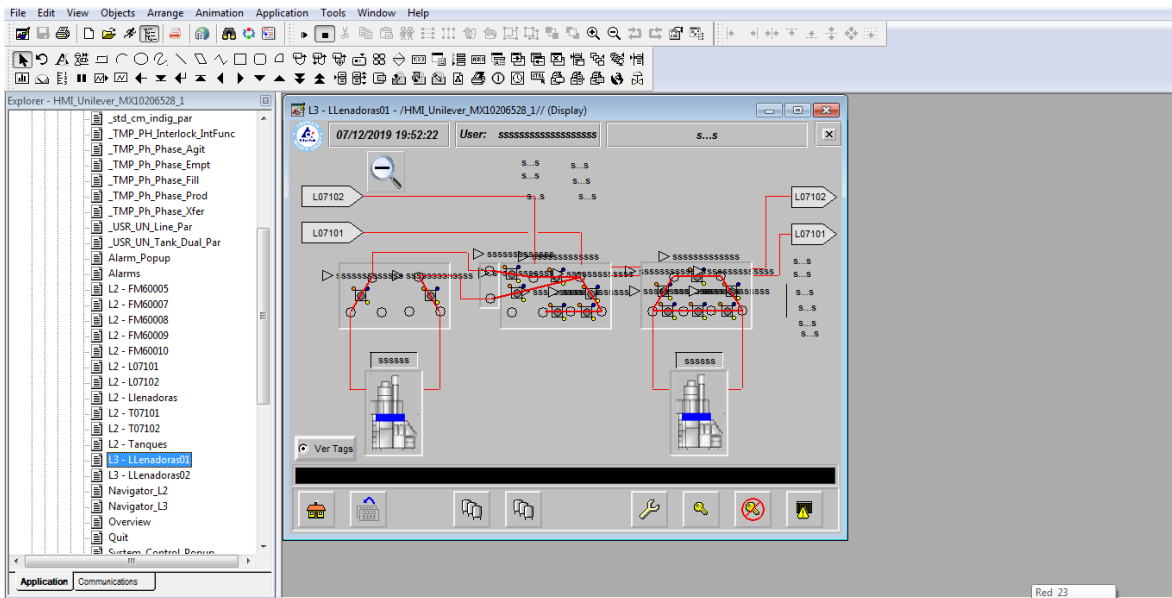 File Edit View Objects Arrange Animation Application Tools Window Help
Explorer - HMI_Unilever_MX10206528_1
_std_cm_indig_par
_TMP_PH_Interlock_IntFunc
_TMP_Ph_Phase_Agit
_TMP_Ph_Phase_Empt
_TMP_Ph_Phase_Fill
_TMP_Ph_Phase_Prod
_TMP_Ph_Phase_Xfer
_USR_UN_Line_Par
_USR_UN_Tank_Dual_Par
Alarm_Popup
Alarms
L2 - FM60005
L2 - FM60007
L2 - FM60008
L2 - FM60009
L2 - FM60010
L2 - L07101
L2 - L07102
L2 - Llenadoras
L2 - T07101
L2 - T07102
L2 - Tanques
L3 - LLenadoras01
L3 - LLenadoras02
Navigator_L2
Navigator_L3
Overview
Quit
System_Control_Popup
Application Communications
L3 - LLenadoras01 - /HMI_Unilever_MX10206528_1// (Display)
07/12/2019 19:52:22 User: sssssssssssssssssss s...s
s...s s...s
s...s s...s
L07102 s...s s...s L07102
L07101 L07101
sssssssssssss
s...s
s...s
s...s
s...s
s...s
s...s
ssssss ssssss
Ver Tags
Red 23